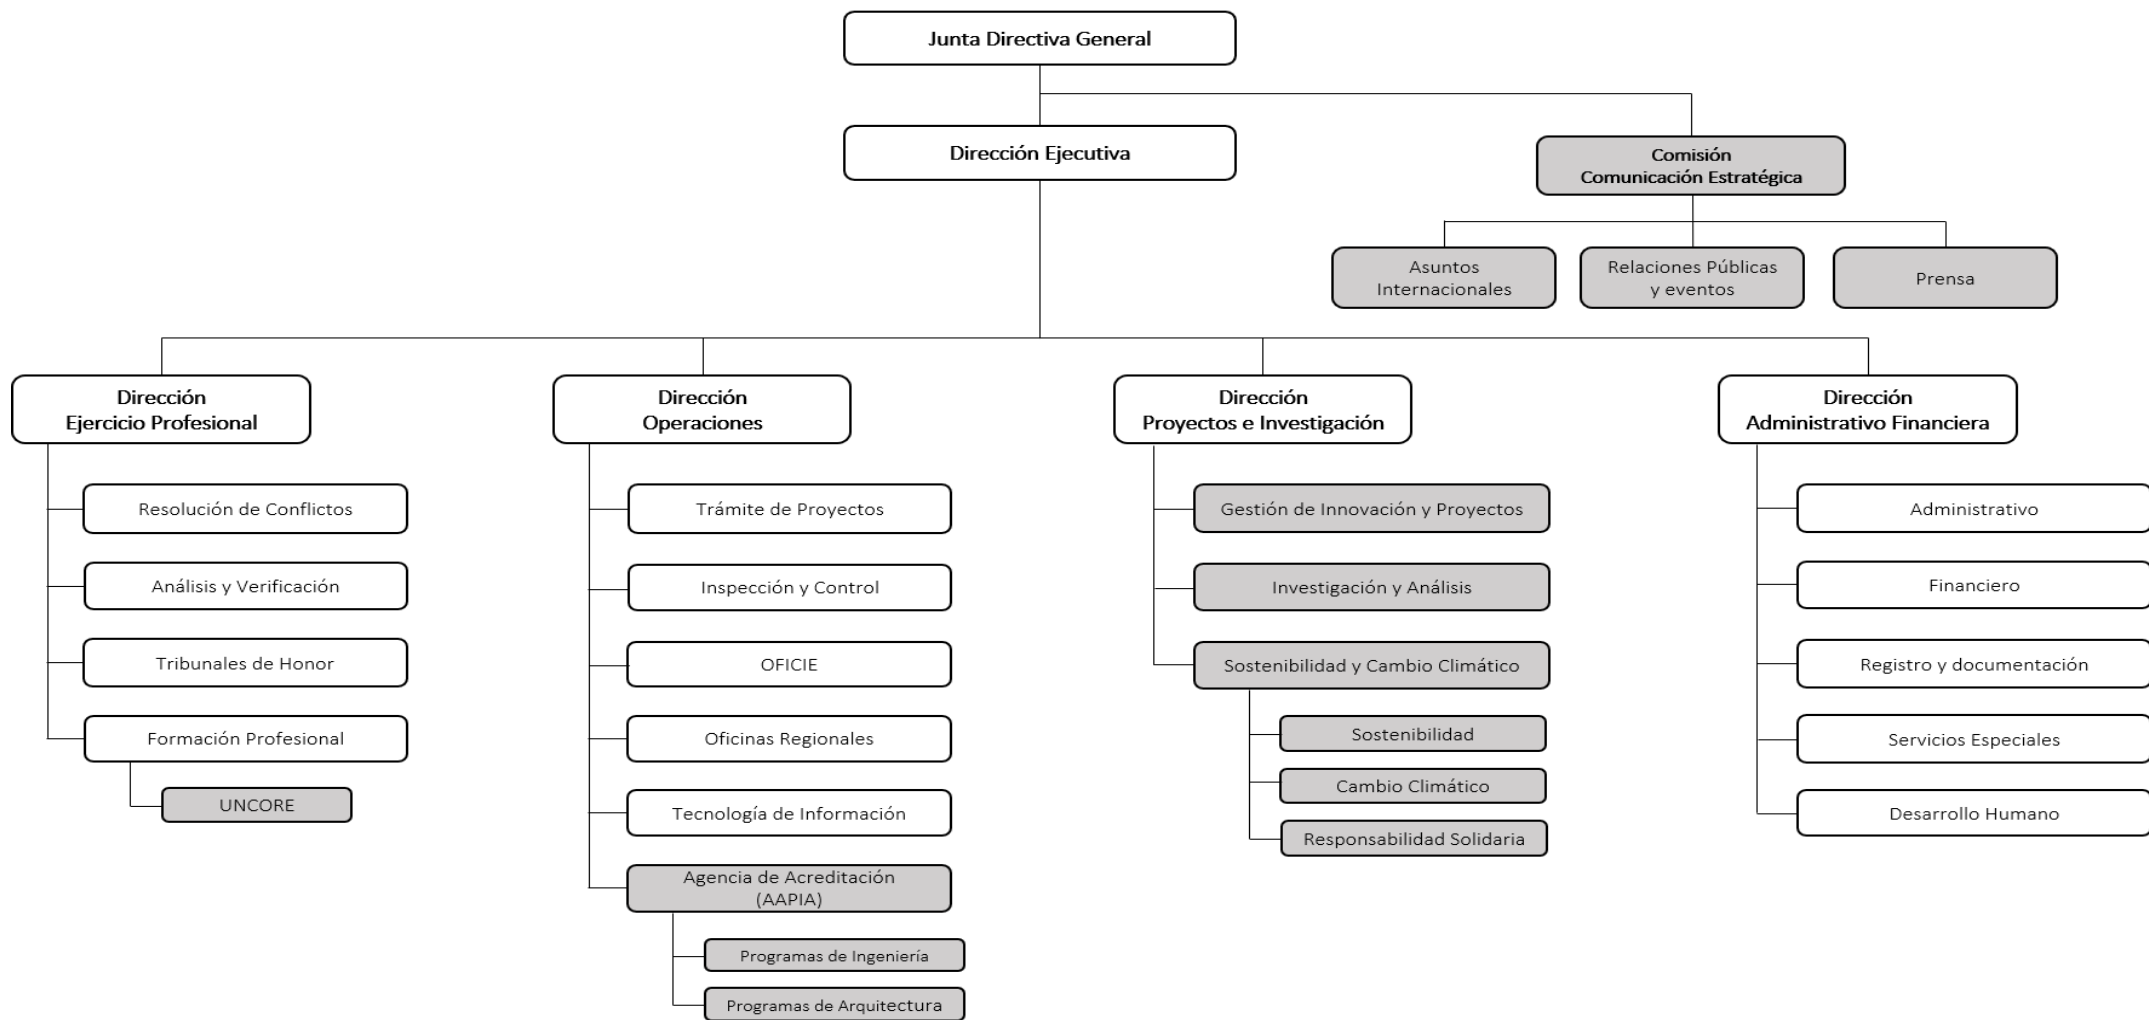 Junta Directiva General
Dirección Ejecutiva
Comisión
Comunicación Estratégica
Asuntos
Internacionales
Relaciones Públicas
y eventos
Prensa
Dirección
Ejercicio Profesional
Resolución de Conflictos
Análisis y Verificación
Tribunales de Honor
Formación Profesional
UNCORE
Dirección
Operaciones
Trámite de Proyectos
Inspección y Control
OFICIE
Oficinas Regionales
Tecnología de Información
Agencia de Acreditación
(AAPIA)
Programas de Ingeniería
Programas de Arquitectura
Dirección
Proyectos e Investigación
Gestión de Innovación y Proyectos
Investigación y Análisis
Sostenibilidad y Cambio Climático
Sostenibilidad
Cambio Climático
Responsabilidad Solidaria
Dirección
Administrativo Financiera
Administrativo
Financiero
Registro y documentación
Servicios Especiales
Desarrollo Humano